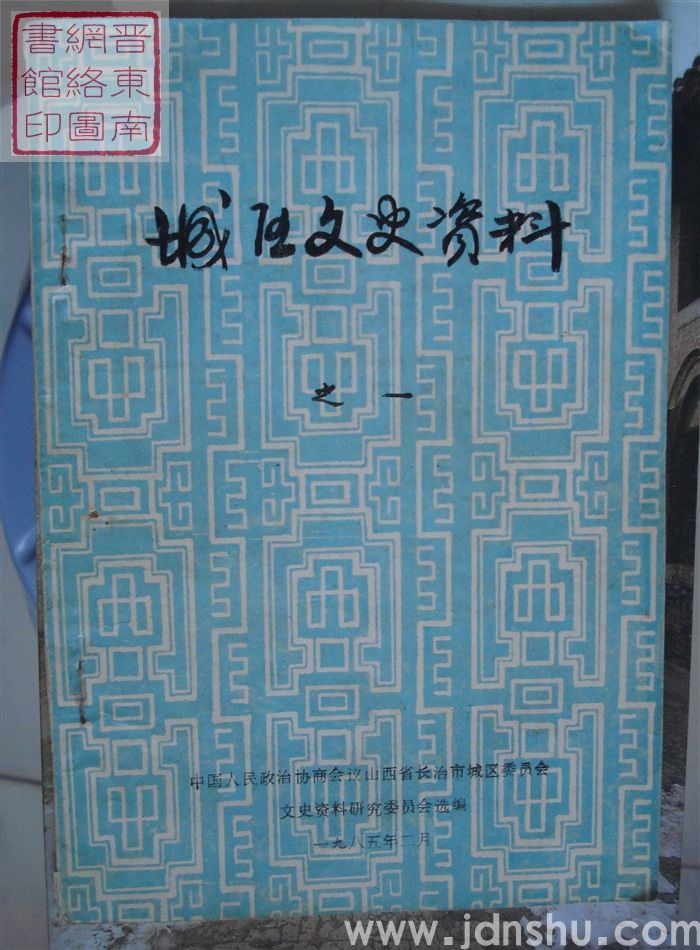 晋東南
網絡圖
書館印
城区文史资料
之一
中国人民政治协商会议山西省长治市城区委员会
文史资料研究委员会选编
一九八五年二月
www.jdnshu.com